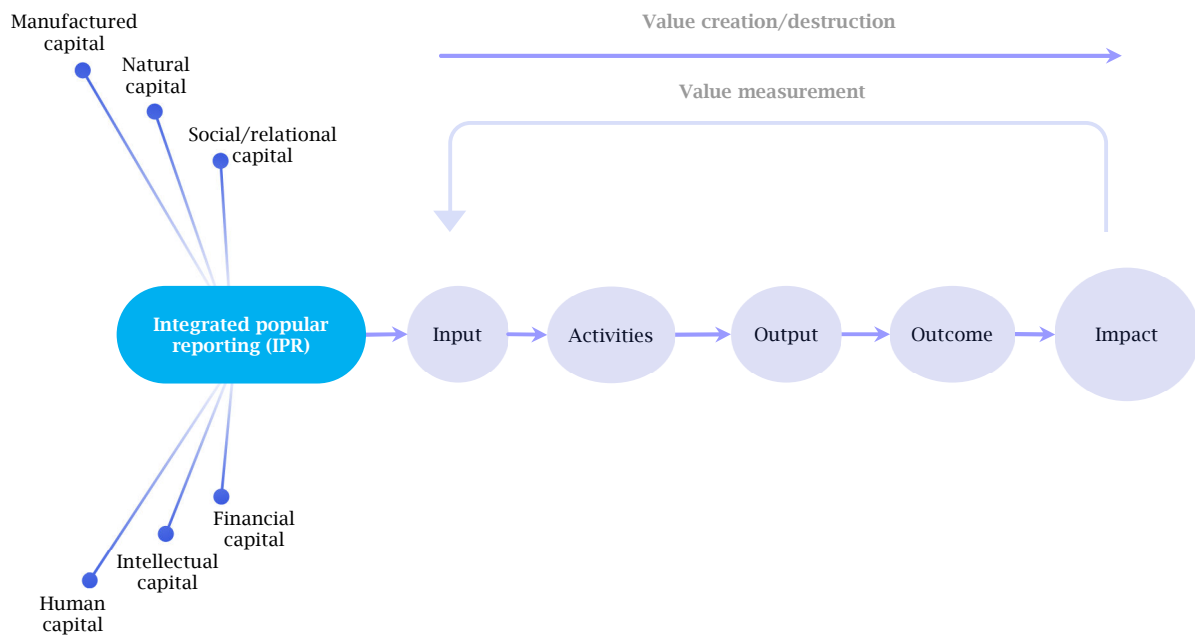 Manufactured
capital
Natural
capital
Social/relational
capital
Value creation/destruction
Value measurement
Integrated popular
reporting (IPR)
Input
Activities
Output
Outcome
Impact
Financial
capital
Intellectual
capital
Human
capital